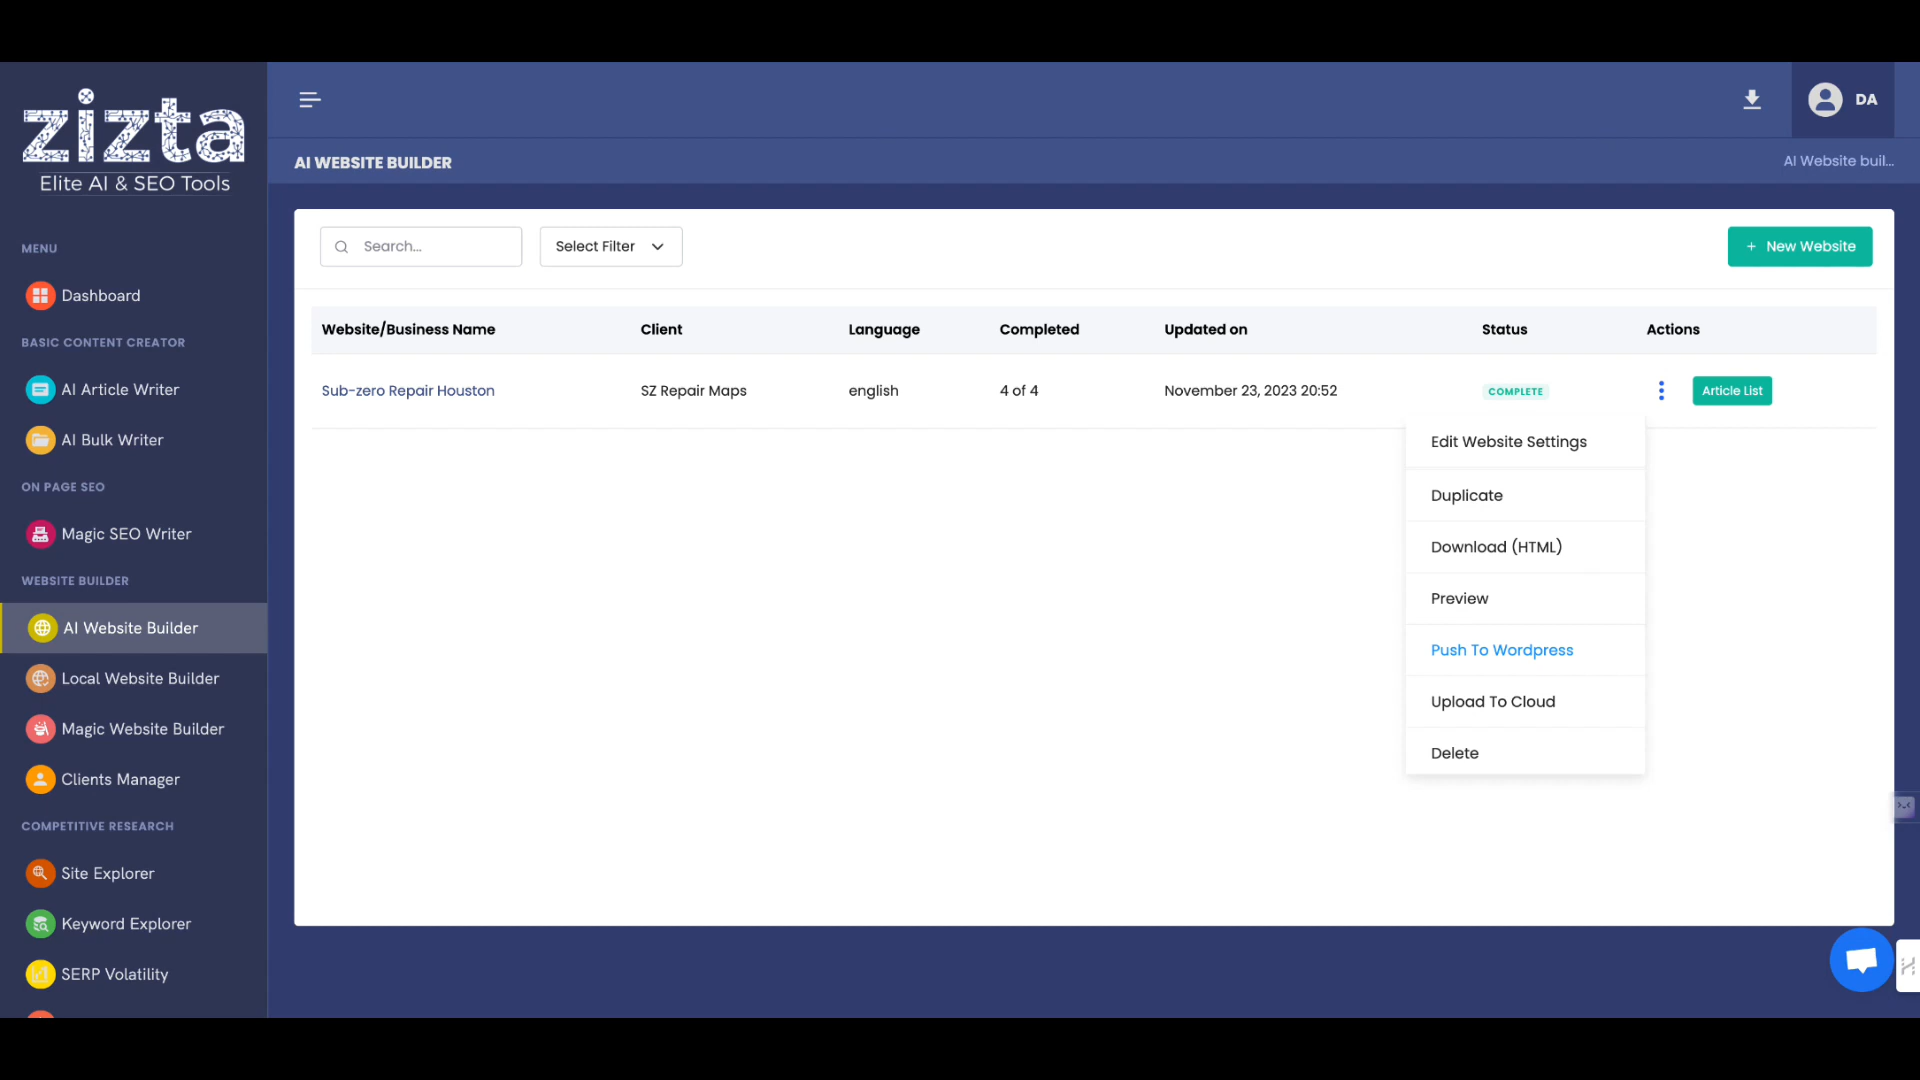 zizta
Elite AI & SEO Tools
DA
AI WEBSITE BUILDER
AI Website buil...
MENU
Dashboard
BASIC CONTENT CREATOR
AI Article Writer
AI Bulk Writer
ON PAGE SEO
Magic SEO Writer
WEBSITE BUILDER
AI Website Builder
Local Website Builder
Magic Website Builder
Clients Manager
COMPETITIVE RESEARCH
Site Explorer
Keyword Explorer
SERP Volatility
Search...
Select Filter
+ New Website
Website/Business Name Client Language Completed Updated on Status Actions
Sub-zero Repair Houston SZ Repair Maps english 4 of 4 November 23, 2023 20:52 COMPLETE Article List
Edit Website Settings
Duplicate
Download (HTML)
Preview
Push To Wordpress
Upload To Cloud
Delete